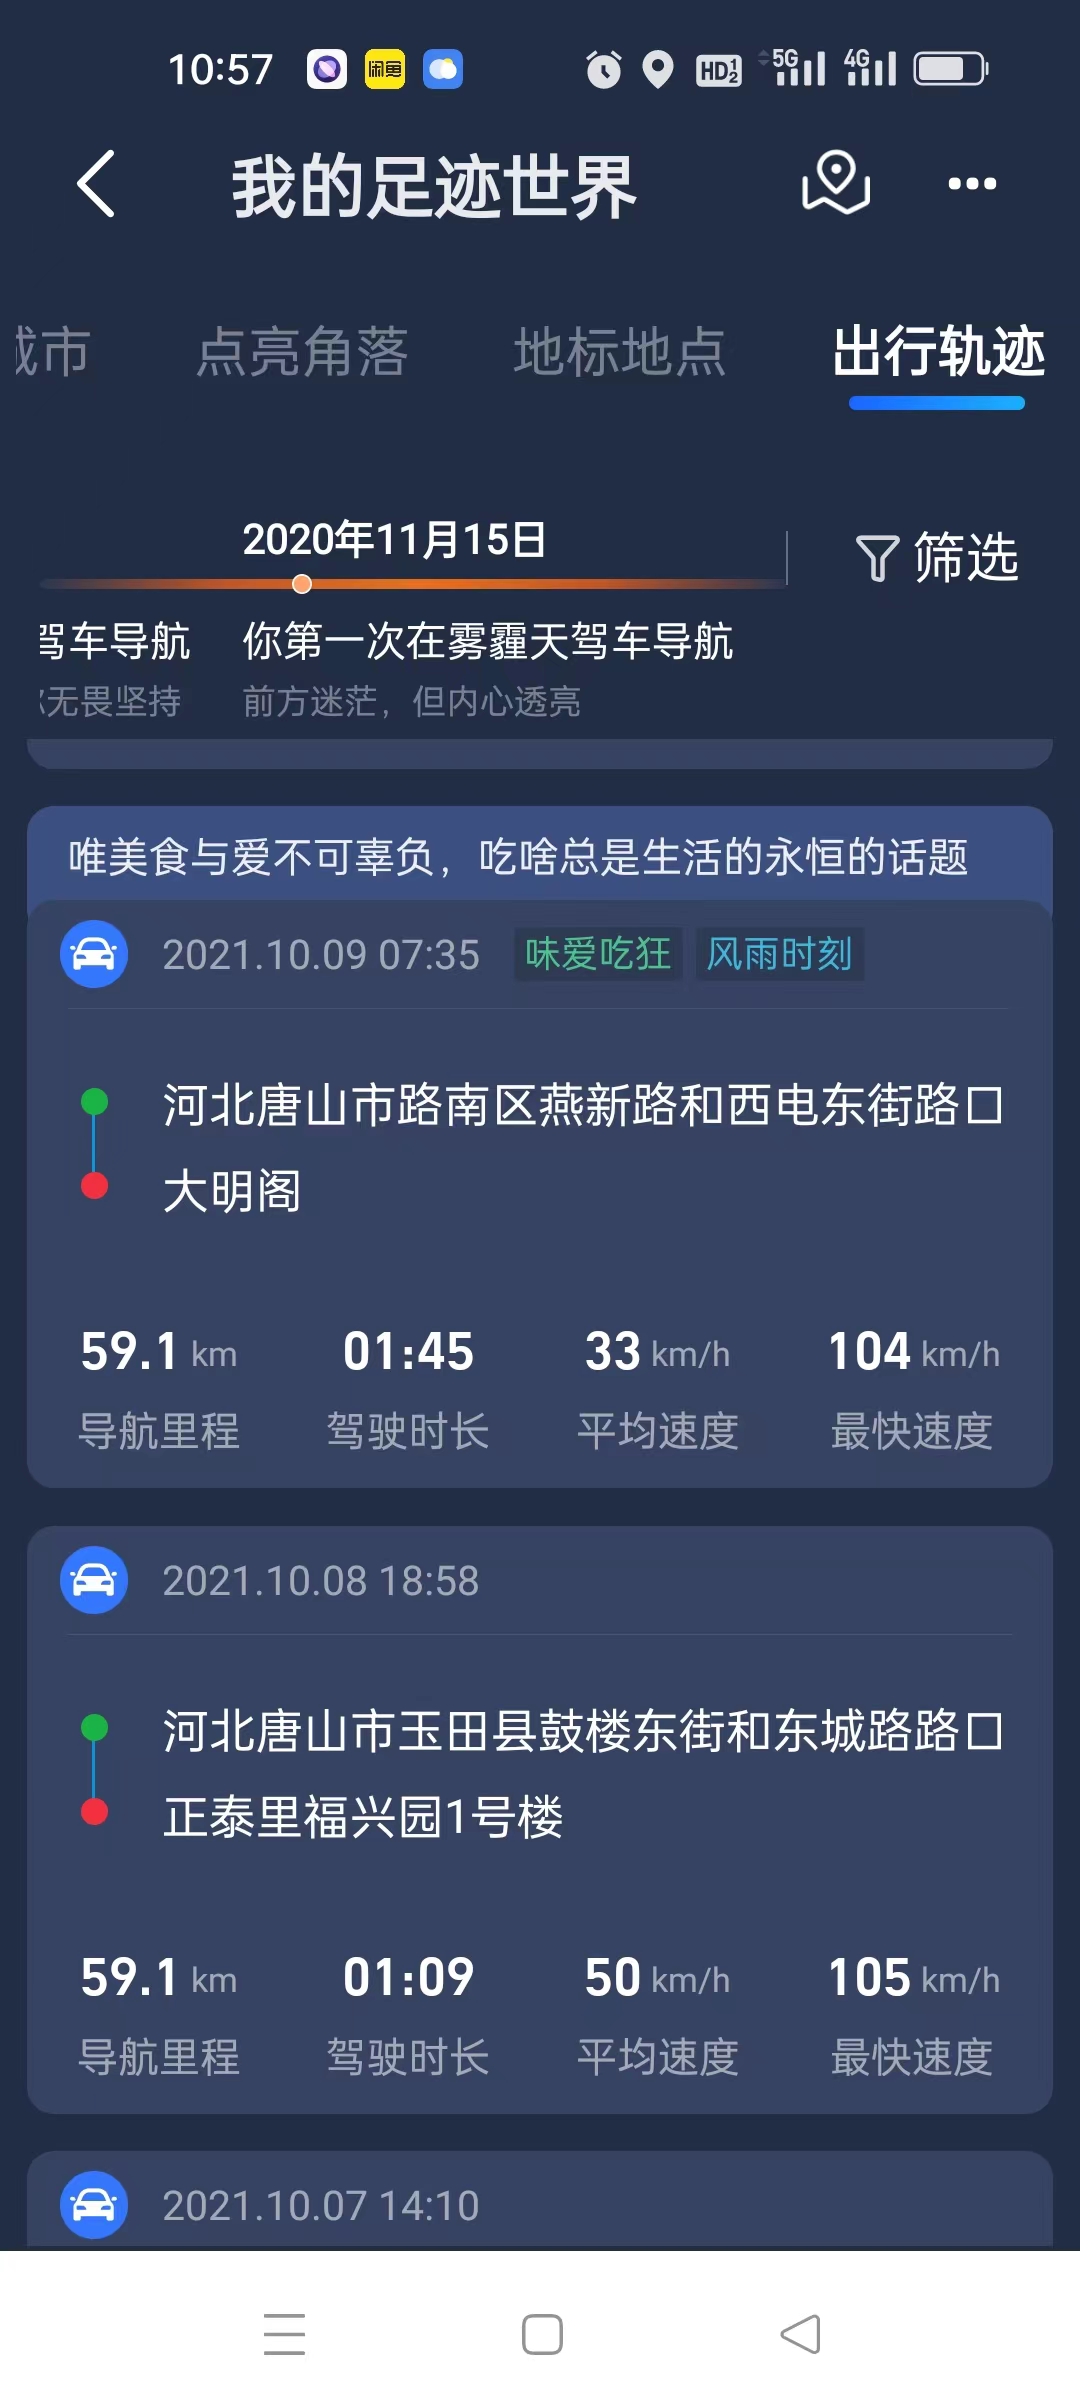 10:57 闲鱼 HD 1 2 5G 4G
我的足迹世界
城市 点亮角落 地标地点 出行轨迹
2020年11月15日 筛选
驾车导航 你第一次在雾霾天驾车导航
无畏坚持 前方迷茫，但内心透亮
唯美食与爱不可辜负，吃啥总是生活的永恒的话题
2021.10.09 07:35 味爱吃狂 风雨时刻
河北唐山市路南区燕新路和西电东街路口
大明阁
59.1 km 01:45 33 km/h 104 km/h
导航里程 驾驶时长 平均速度 最快速度
2021.10.08 18:58
河北唐山市玉田县鼓楼东街和东城路路口
正泰里福兴园1号楼
59.1 km 01:09 50 km/h 105 km/h
导航里程 驾驶时长 平均速度 最快速度
2021.10.07 14:10